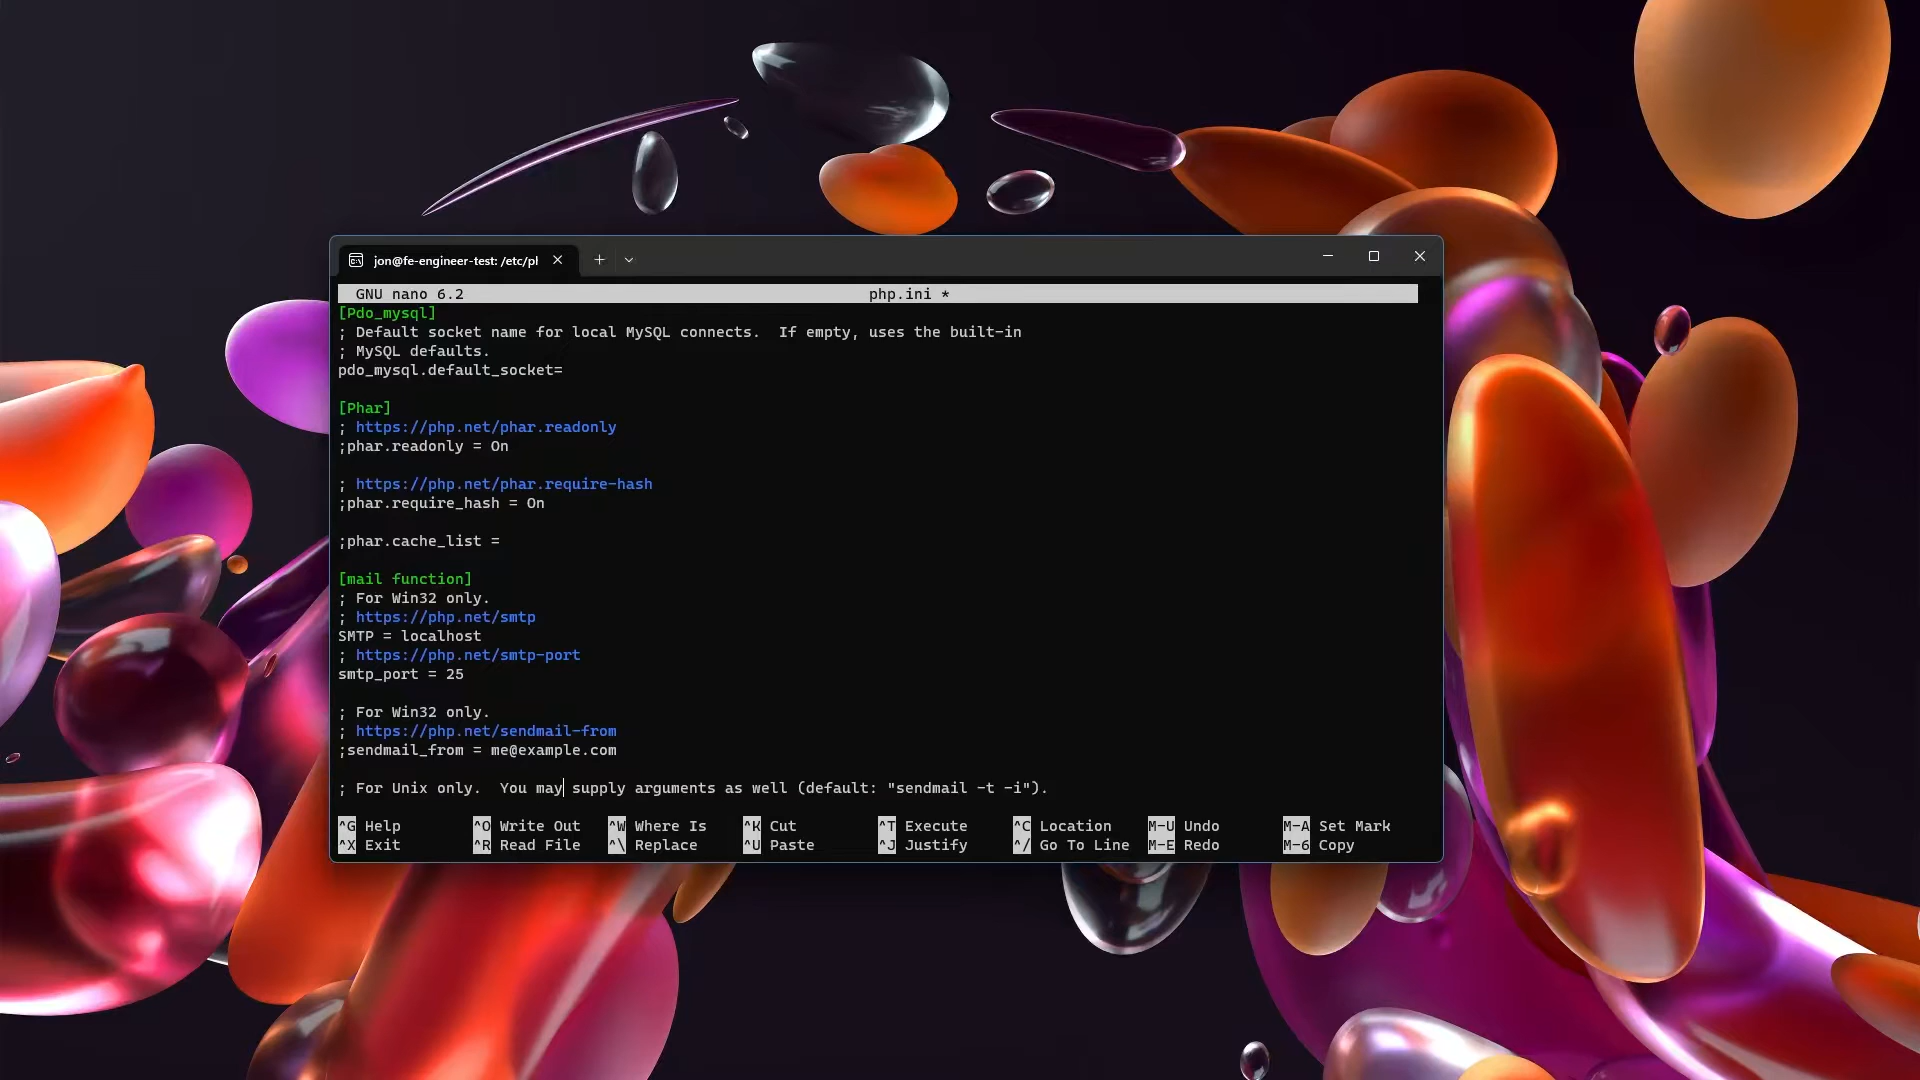 jon@fe-engineer-test: /etc/pl
GNU nano 6.2 php.ini *
[Pdo_mysql]
; Default socket name for local MySQL connects.  If empty, uses the built-in
; MySQL defaults.
pdo_mysql.default_socket=
[Phar]
; https://php.net/phar.readonly
;phar.readonly = On
; https://php.net/phar.require-hash
;phar.require_hash = On
;phar.cache_list =
[mail function]
; For Win32 only.
; https://php.net/smtp
SMTP = localhost
; https://php.net/smtp-port
smtp_port = 25
; For Win32 only.
; https://php.net/sendmail-from
;sendmail_from = me@example.com
; For Unix only.  You may supply arguments as well (default: "sendmail -t -i").
^G Help ^O Write Out ^W Where Is ^K Cut ^T Execute ^C Location M-U Undo M-A Set Mark
^X Exit ^R Read File ^\ Replace ^U Paste ^J Justify ^/ Go To Line M-E Redo M-6 Copy